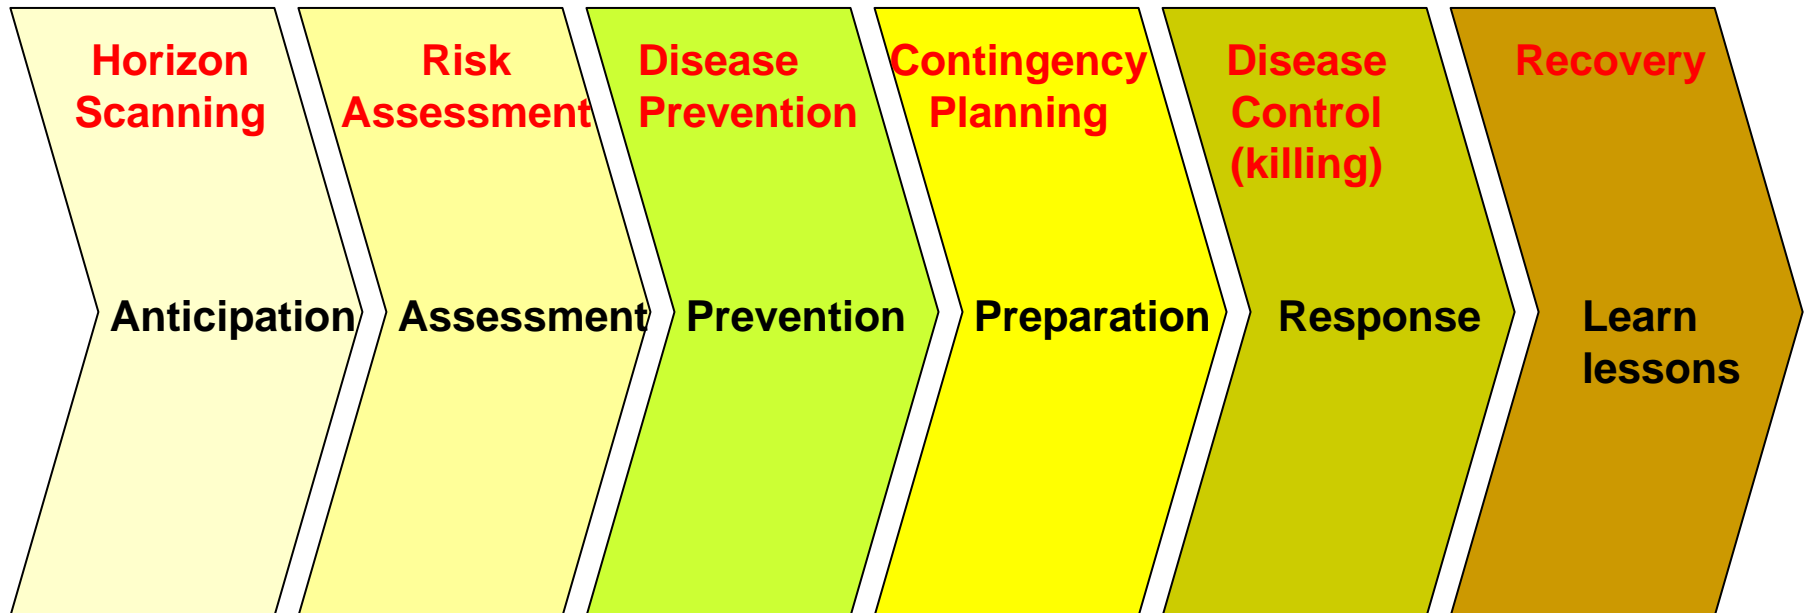 Horizon
Scanning
Anticipation
Risk
Assessment
Assessment
Disease
Prevention
Prevention
Contingency
Planning
Preparation
Disease
Control
(killing)
Response
Recovery
Learn
lessons